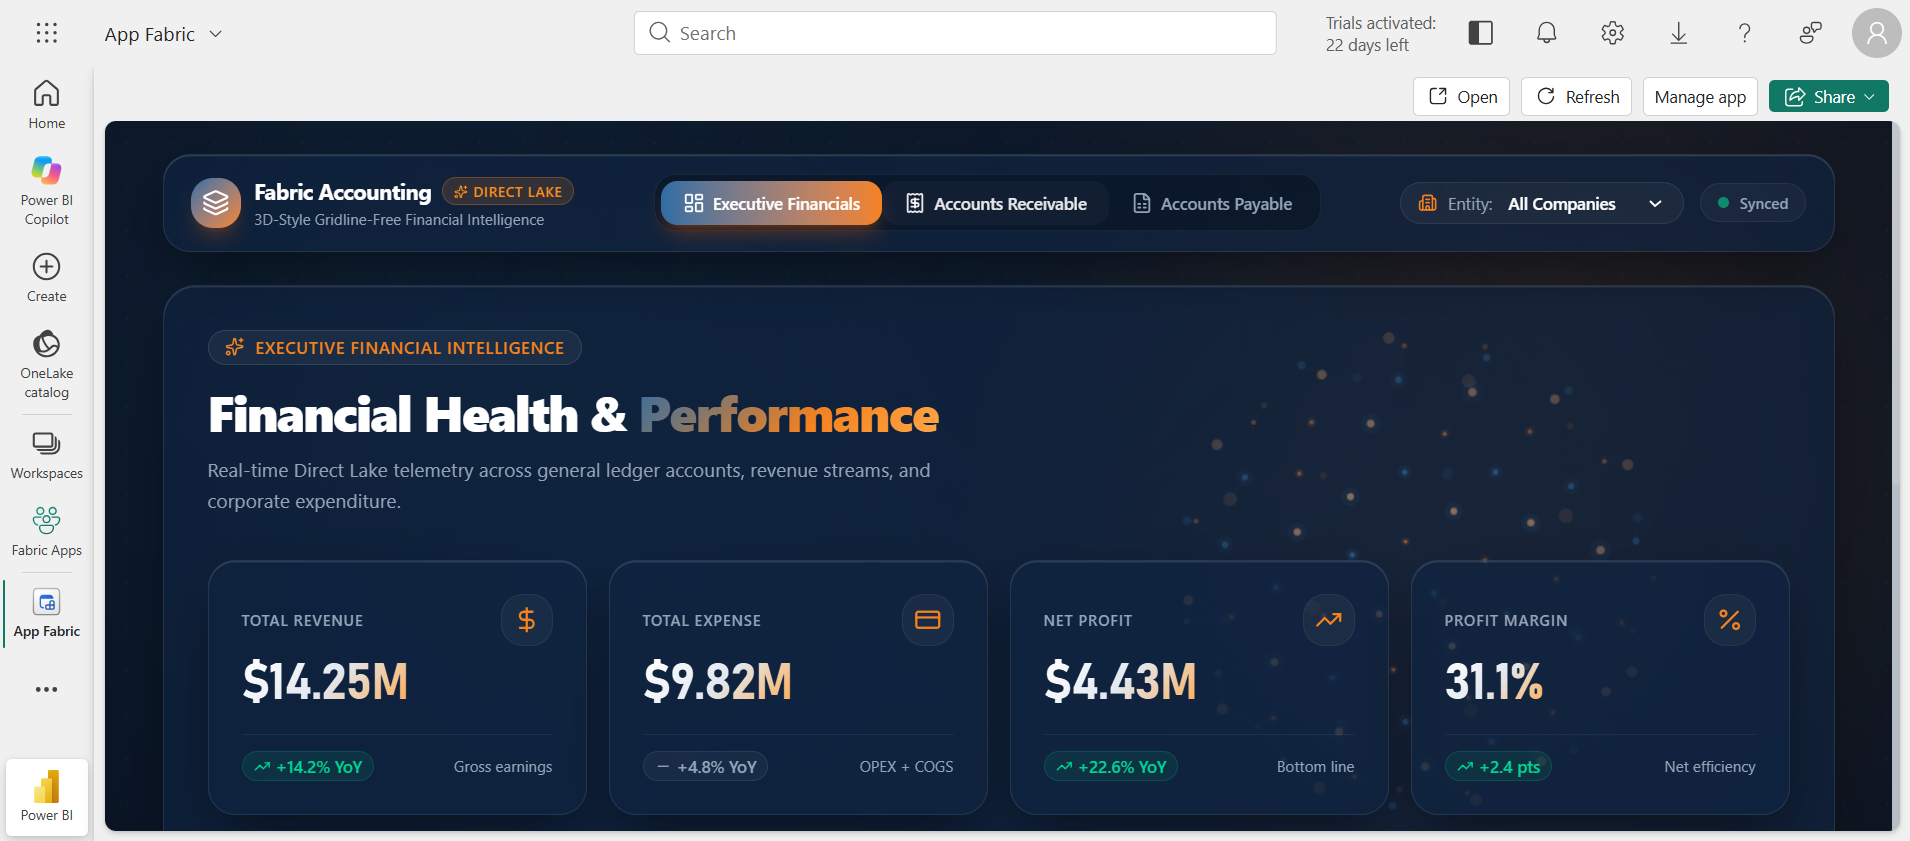 App Fabric
Search
Trials activated:
22 days left
Home
Power BI
Copilot
Create
OneLake
catalog
Workspaces
Fabric Apps
App Fabric
Power BI
Open
Refresh
Manage app
Share
Fabric Accounting
DIRECT LAKE
3D-Style Gridline-Free Financial Intelligence
Executive Financials
Accounts Receivable
Accounts Payable
Entity: All Companies
Synced
EXECUTIVE FINANCIAL INTELLIGENCE
Financial Health & Performance
Real-time Direct Lake telemetry across general ledger accounts, revenue streams, and
corporate expenditure.
TOTAL REVENUE
$14.25M
+14.2% YoY
Gross earnings
TOTAL EXPENSE
$9.82M
+4.8% YoY
OPEX + COGS
NET PROFIT
$4.43M
+22.6% YoY
Bottom line
PROFIT MARGIN
31.1%
+2.4 pts
Net efficiency